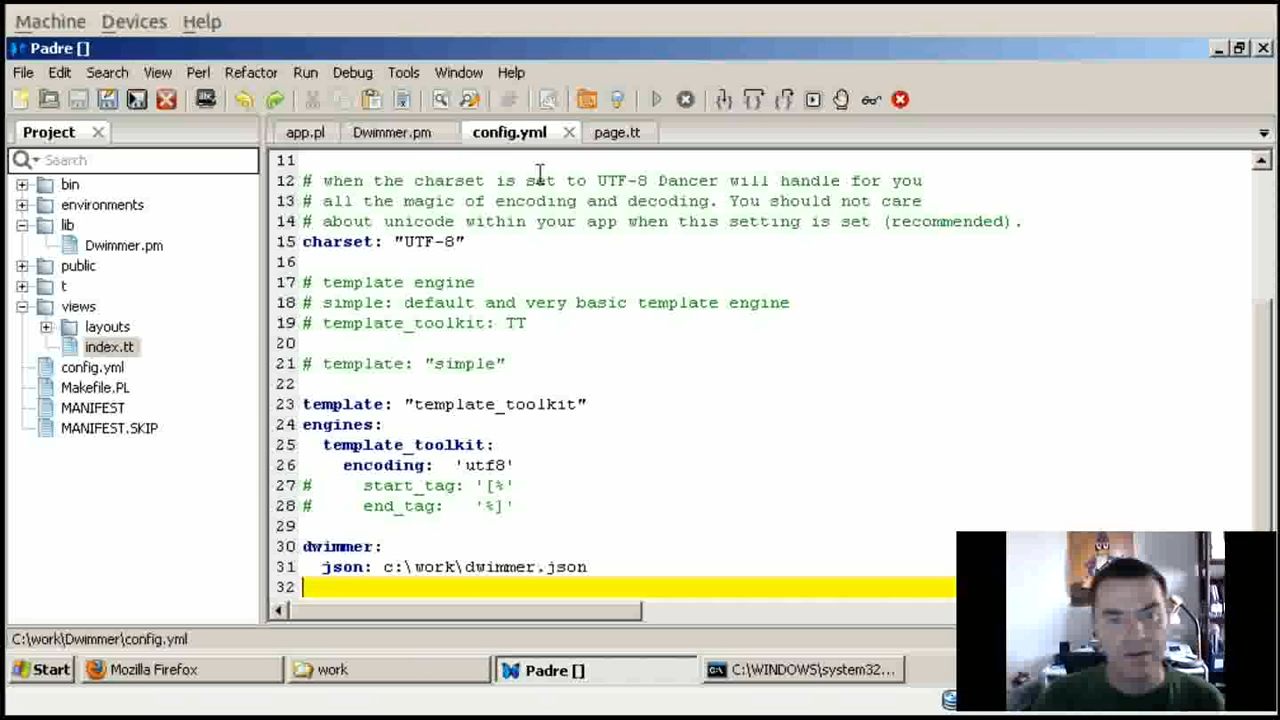 Machine Devices Help
Padre []
File Edit Search View Perl Refactor Run Debug Tools Window Help
Project
app.pl Dwimmer.pm config.yml page.tt
Search
bin
environments
lib
Dwimmer.pm
public
t
views
layouts
index.tt
config.yml
Makefile.PL
MANIFEST
MANIFEST.SKIP
11
12 # when the charset is set to UTF-8 Dancer will handle for you
13 # all the magic of encoding and decoding. You should not care
14 # about unicode within your app when this setting is set (recommended).
15 charset: "UTF-8"
16
17 # template engine
18 # simple: default and very basic template engine
19 # template_toolkit: TT
20
21 # template: "simple"
22
23 template: "template_toolkit"
24 engines:
25 template_toolkit:
26 encoding: 'utf8'
27 # start_tag: '[%'
28 # end_tag: '%]'
29
30 dwimmer:
31 json: c:\work\dwimmer.json
32
C:\work\Dwimmer\config.yml
Start Mozilla Firefox work Padre [] C:\WINDOWS\system32...